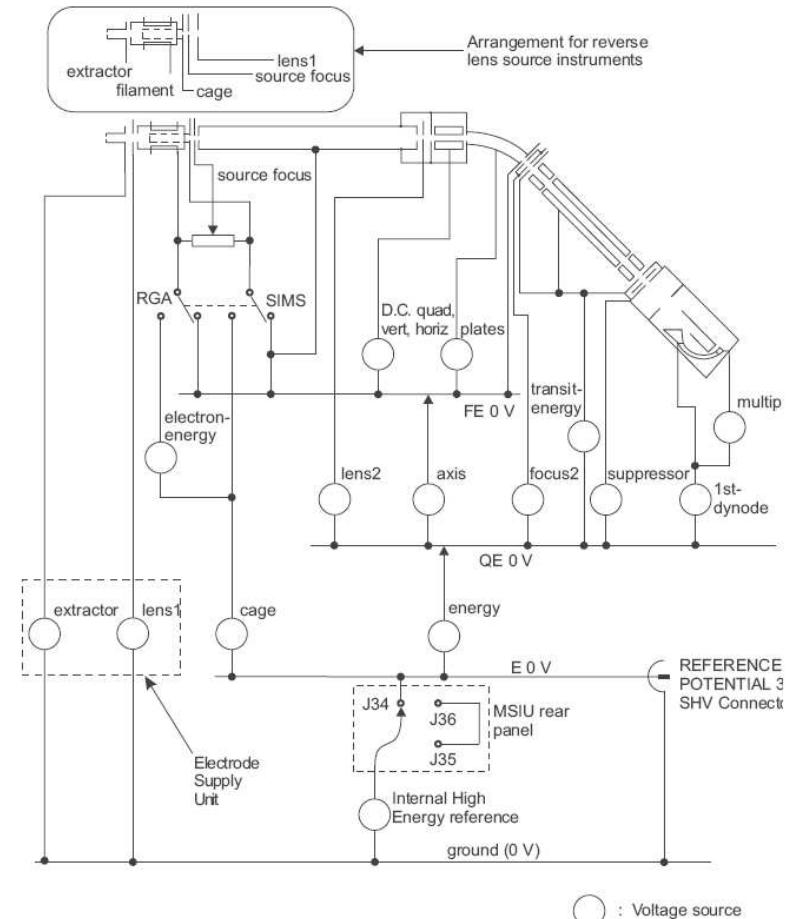 Arrangement for reverse
lens source instruments
lens1
source focus
extractor
filament
cage
source focus
RGA
SIMS
D.C. quad,
vert, horiz plates
FE 0 V
transit-
energy
multip
electron-
energy
lens2
axis
focus2
suppressor
1st-
dynode
QE 0 V
extractor
lens1
cage
energy
E 0 V
REFERENCE
POTENTIAL 3
SHV Connect
J34
J36
J35
MSIU rear
panel
Electrode
Supply
Unit
Internal High
Energy reference
ground (0 V)
: Voltage source